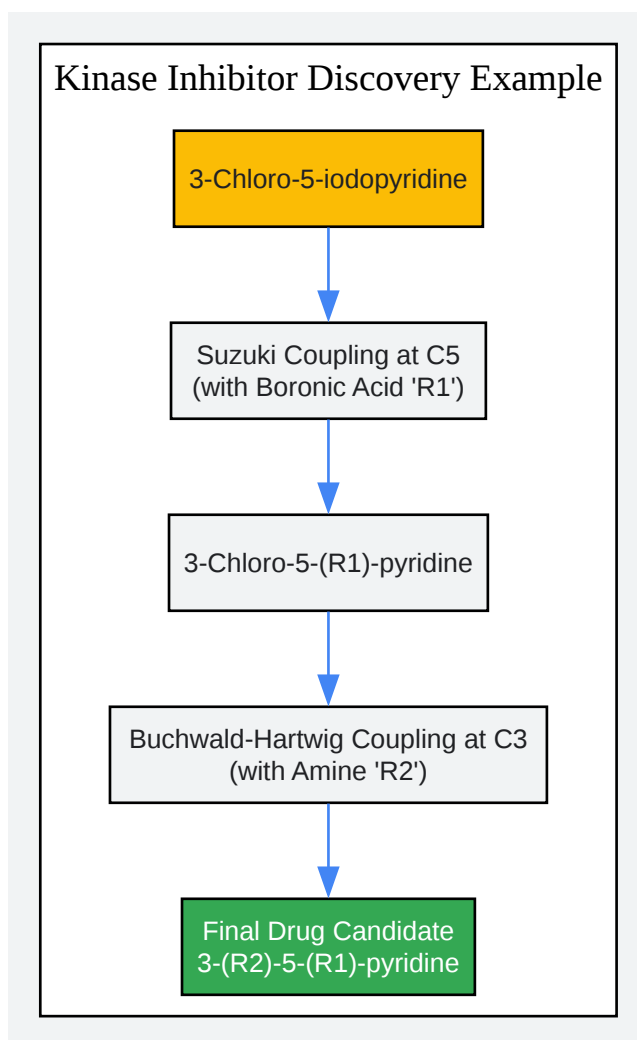 Kinase Inhibitor Discovery Example
3-Chloro-5-iodopyridine
Suzuki Coupling at C5
(with Boronic Acid 'R1')
3-Chloro-5-(R1)-pyridine
Buchwald-Hartwig Coupling at C3
(with Amine 'R2')
Final Drug Candidate
3-(R2)-5-(R1)-pyridine